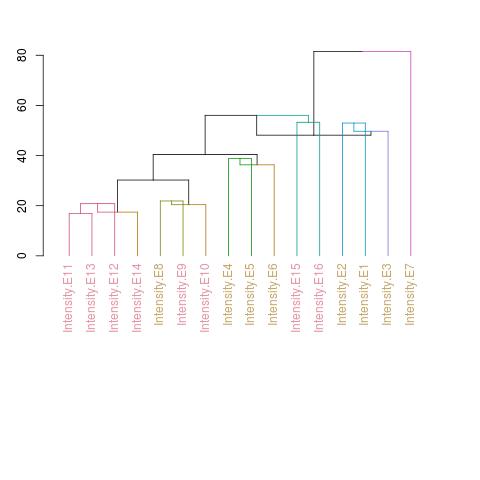 80
60
40
20
0
Intensity.E11
Intensity.E13
Intensity.E12
Intensity.E14
Intensity.E8
Intensity.E9
Intensity.E10
Intensity.E4
Intensity.E5
Intensity.E6
Intensity.E15
Intensity.E16
Intensity.E2
Intensity.E1
Intensity.E3
Intensity.E7